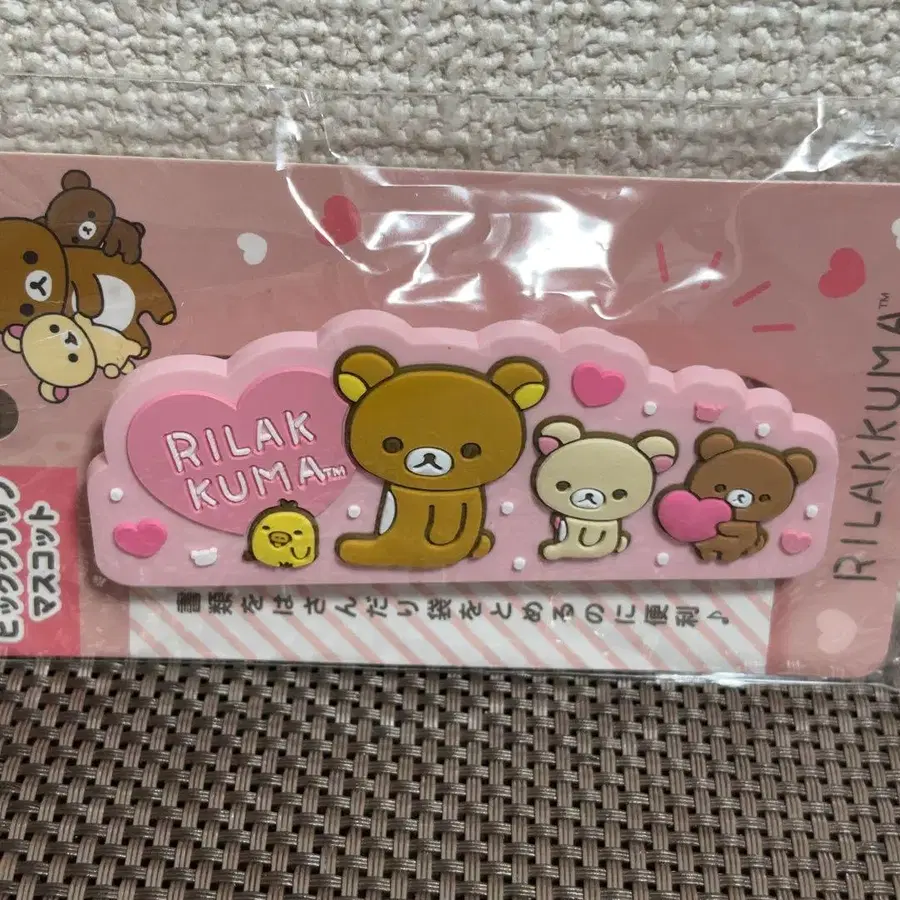 RILAK
KUMA™
RILAKKUMA™
ビッグクリップ
マスコット
書類をはさんだり袋をとめるのに便利♪